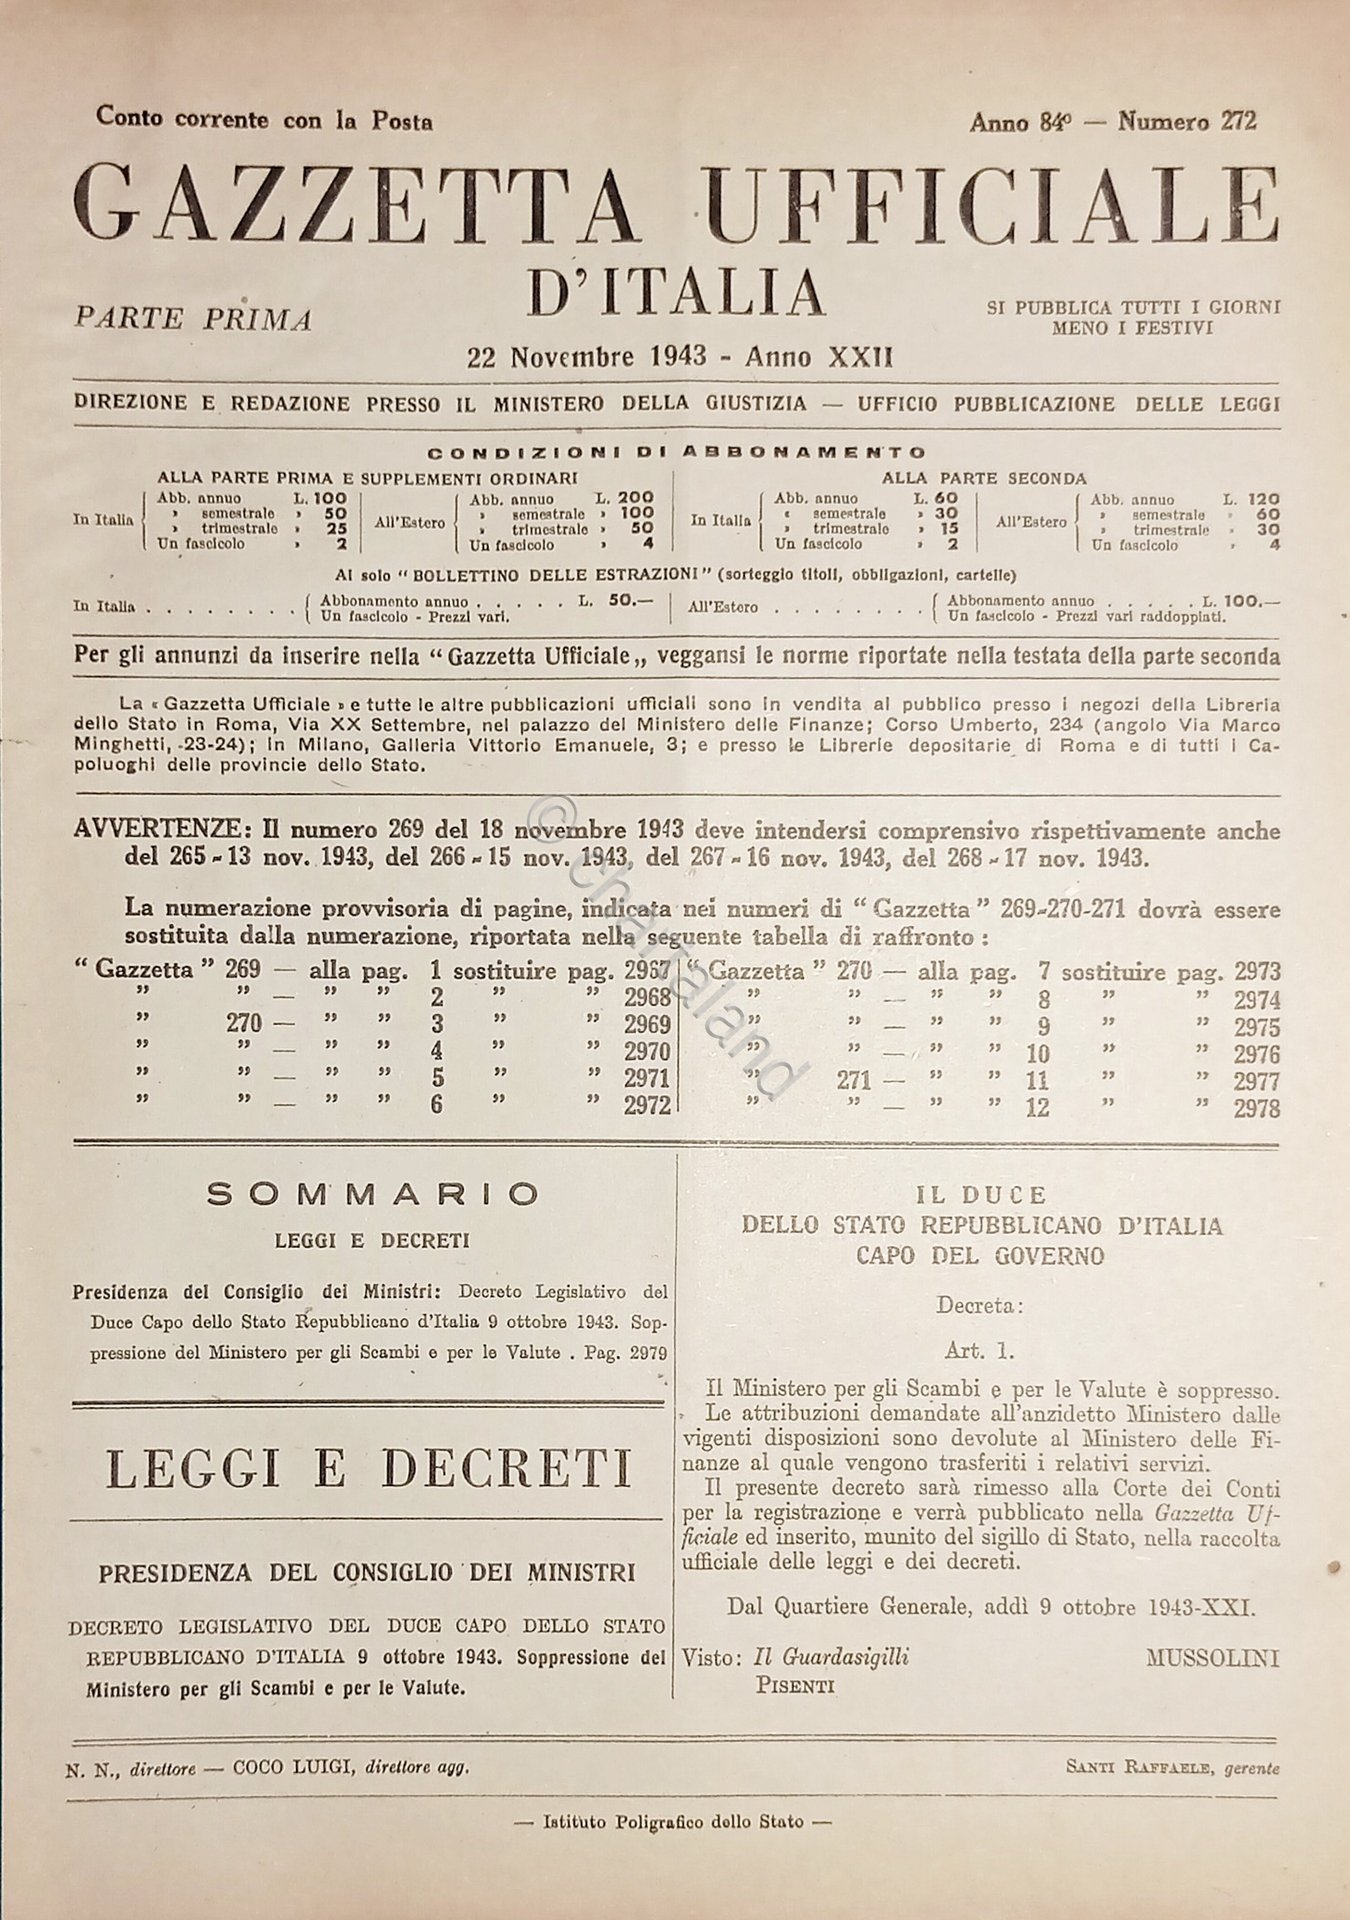 Conto corrente con la Posta
Anno 84º — Numero 272
GAZZETTA UFFICIALE
D'ITALIA
PARTE PRIMA
SI PUBBLICA TUTTI I GIORNI
MENO I FESTIVI
22 Novembre 1943 - Anno XXII
DIREZIONE E REDAZIONE PRESSO IL MINISTERO DELLA GIUSTIZIA — UFFICIO PUBBLICAZIONE DELLE LEGGI
CONDIZIONI DI ABBONAMENTO
ALLA PARTE PRIMA E SUPPLEMENTI ORDINARI
In Italia
Abb. annuo L. 100
» semestrale » 50
» trimestrale » 25
Un fascicolo » 2
All'Estero
Abb. annuo L. 200
» semestrale » 100
» trimestrale » 50
Un fascicolo » 4
ALLA PARTE SECONDA
In Italia
Abb. annuo L. 60
« semestrale » 30
» trimestrale » 15
Un fascicolo » 2
All'Estero
Abb. annuo L. 120
» semestrale » 60
» trimestrale » 30
Un fascicolo » 4
Al solo “ BOLLETTINO DELLE ESTRAZIONI ” (sorteggio titoli, obbligazioni, cartelle)
In Italia . . . . . . . .
Abbonamento annuo . . . . . L. 50.—
Un fascicolo - Prezzi vari.
All'Estero . . . . . . . .
Abbonamento annuo . . . . . L. 100.—
Un fascicolo - Prezzi vari raddoppiati.
Per gli annunzi da inserire nella “ Gazzetta Ufficiale „ veggansi le norme riportate nella testata della parte seconda
La « Gazzetta Ufficiale » e tutte le altre pubblicazioni ufficiali sono in vendita al pubblico presso i negozi della Libreria
dello Stato in Roma, Via XX Settembre, nel palazzo del Ministero delle Finanze; Corso Umberto, 234 (angolo Via Marco
Minghetti, 23-24); in Milano, Galleria Vittorio Emanuele, 3; e presso le Librerie depositarie di Roma e di tutti i Ca-
poluoghi delle provincie dello Stato.
AVVERTENZE: Il numero 269 del 18 novembre 1943 deve intendersi comprensivo rispettivamente anche
del 265-13 nov. 1943, del 266-15 nov. 1943, del 267-16 nov. 1943, del 268-17 nov. 1943.
La numerazione provvisoria di pagine, indicata nei numeri di “ Gazzetta ” 269-270-271 dovrà essere
sostituita dalla numerazione, riportata nella seguente tabella di raffronto :
“ Gazzetta ” 269 — alla pag. 1 sostituire pag. 2967
” ” — ” ” 2 ” ” 2968
” 270 — ” ” 3 ” ” 2969
” ” — ” ” 4 ” ” 2970
” ” — ” ” 5 ” ” 2971
” ” — ” ” 6 ” ” 2972
“ Gazzetta ” 270 — alla pag. 7 sostituire pag. 2973
” ” — ” ” 8 ” ” 2974
” ” — ” ” 9 ” ” 2975
” ” — ” ” 10 ” ” 2976
” 271 — ” ” 11 ” ” 2977
” ” — ” ” 12 ” ” 2978
© chartaland
SOMMARIO
LEGGI E DECRETI
Presidenza del Consiglio dei Ministri: Decreto Legislativo del
Duce Capo dello Stato Repubblicano d'Italia 9 ottobre 1943. Sop-
pressione del Ministero per gli Scambi e per le Valute . Pag. 2979
LEGGI E DECRETI
PRESIDENZA DEL CONSIGLIO DEI MINISTRI
DECRETO LEGISLATIVO DEL DUCE CAPO DELLO STATO
REPUBBLICANO D'ITALIA 9 ottobre 1943. Soppressione del
Ministero per gli Scambi e per le Valute.
IL DUCE
DELLO STATO REPUBBLICANO D'ITALIA
CAPO DEL GOVERNO
Decreta:
Art. 1.
Il Ministero per gli Scambi e per le Valute è soppresso.
Le attribuzioni demandate all'anzidetto Ministero dalle
vigenti disposizioni sono devolute al Ministero delle Fi-
nanze al quale vengono trasferiti i relativi servizi.
Il presente decreto sarà rimesso alla Corte dei Conti
per la registrazione e verrà pubblicato nella Gazzetta Uf-
ficiale ed inserito, munito del sigillo di Stato, nella raccolta
ufficiale delle leggi e dei decreti.
Dal Quartiere Generale, addì 9 ottobre 1943-XXI.
MUSSOLINI
Visto: Il Guardasigilli
PISENTI
N. N., direttore — COCO LUIGI, direttore agg.
SANTI RAFFAELE, gerente
— Istituto Poligrafico dello Stato —